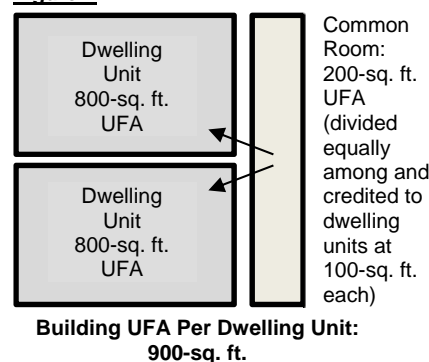 Dwelling
Unit
800-sq. ft.
UFA
Dwelling
Unit
800-sq. ft.
UFA
Common
Room:
200-sq. ft.
UFA
(divided
equally
among and
credited to
dwelling
units at
100-sq. ft.
each)
Building UFA Per Dwelling Unit:
900-sq. ft.